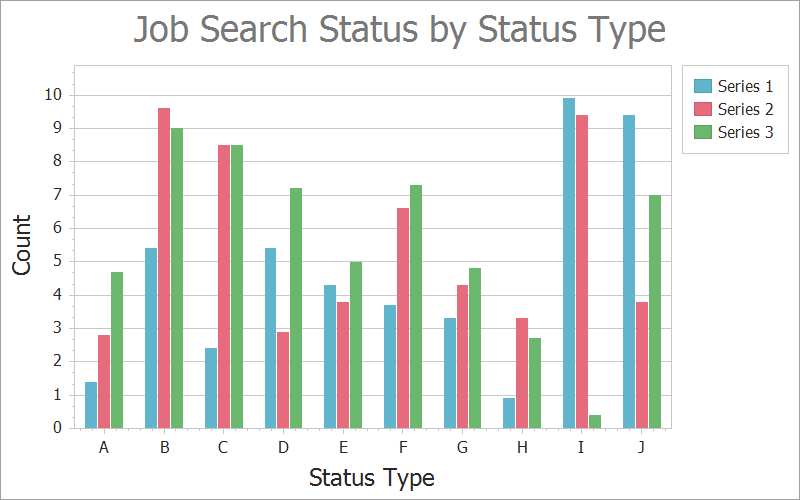 Job Search Status by Status Type
Series 1
Series 2
Series 3
Count
10
9
8
7
6
5
4
3
2
1
0
A B C D E F G H I J
Status Type